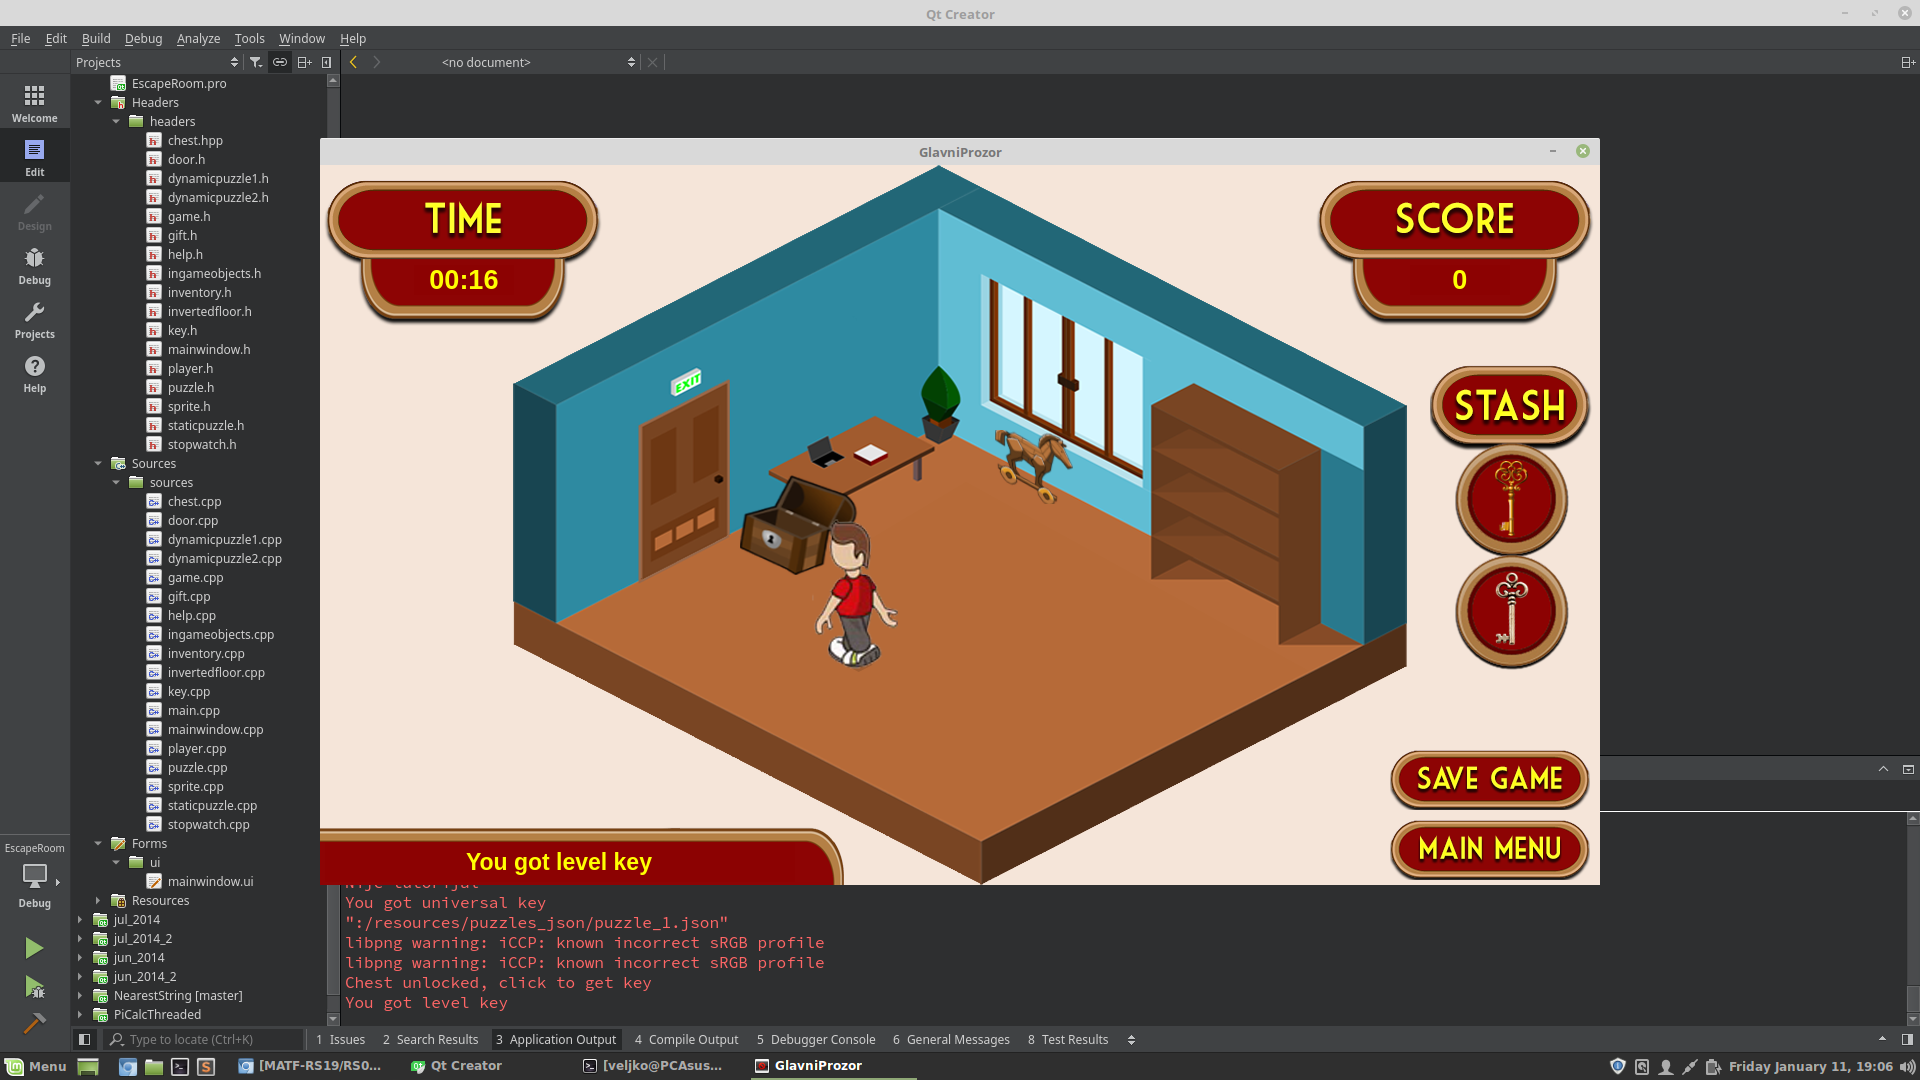 Qt Creator
File Edit Build Debug Analyze Tools Window Help
Projects
<no document>
Welcome
Edit
Design
Debug
Projects
Help
EscapeRoom.pro
Headers
headers
chest.hpp
door.h
dynamicpuzzle1.h
dynamicpuzzle2.h
game.h
gift.h
help.h
ingameobjects.h
inventory.h
invertedfloor.h
key.h
mainwindow.h
player.h
puzzle.h
sprite.h
staticpuzzle.h
stopwatch.h
Sources
sources
chest.cpp
door.cpp
dynamicpuzzle1.cpp
dynamicpuzzle2.cpp
game.cpp
gift.cpp
help.cpp
ingameobjects.cpp
inventory.cpp
invertedfloor.cpp
key.cpp
main.cpp
mainwindow.cpp
player.cpp
puzzle.cpp
sprite.cpp
staticpuzzle.cpp
stopwatch.cpp
Forms
ui
mainwindow.ui
Resources
jul_2014
jul_2014_2
jun_2014
jun_2014_2
NearestString [master]
PiCalcThreaded
EscapeRoom
Debug
GlavniProzor
TIME
00:16
SCORE
0
EXIT
STASH
SAVE GAME
MAIN MENU
You got level key
You got universal key
":/resources/puzzles_json/puzzle_1.json"
libpng warning: iCCP: known incorrect sRGB profile
libpng warning: iCCP: known incorrect sRGB profile
Chest unlocked, click to get key
You got level key
Type to locate (Ctrl+K)
1 Issues 2 Search Results 3 Application Output 4 Compile Output 5 Debugger Console 6 General Messages 8 Test Results
Menu [MATF-RS19/RS0... Qt Creator [veljko@PCAsus... GlavniProzor Friday January 11, 19:06